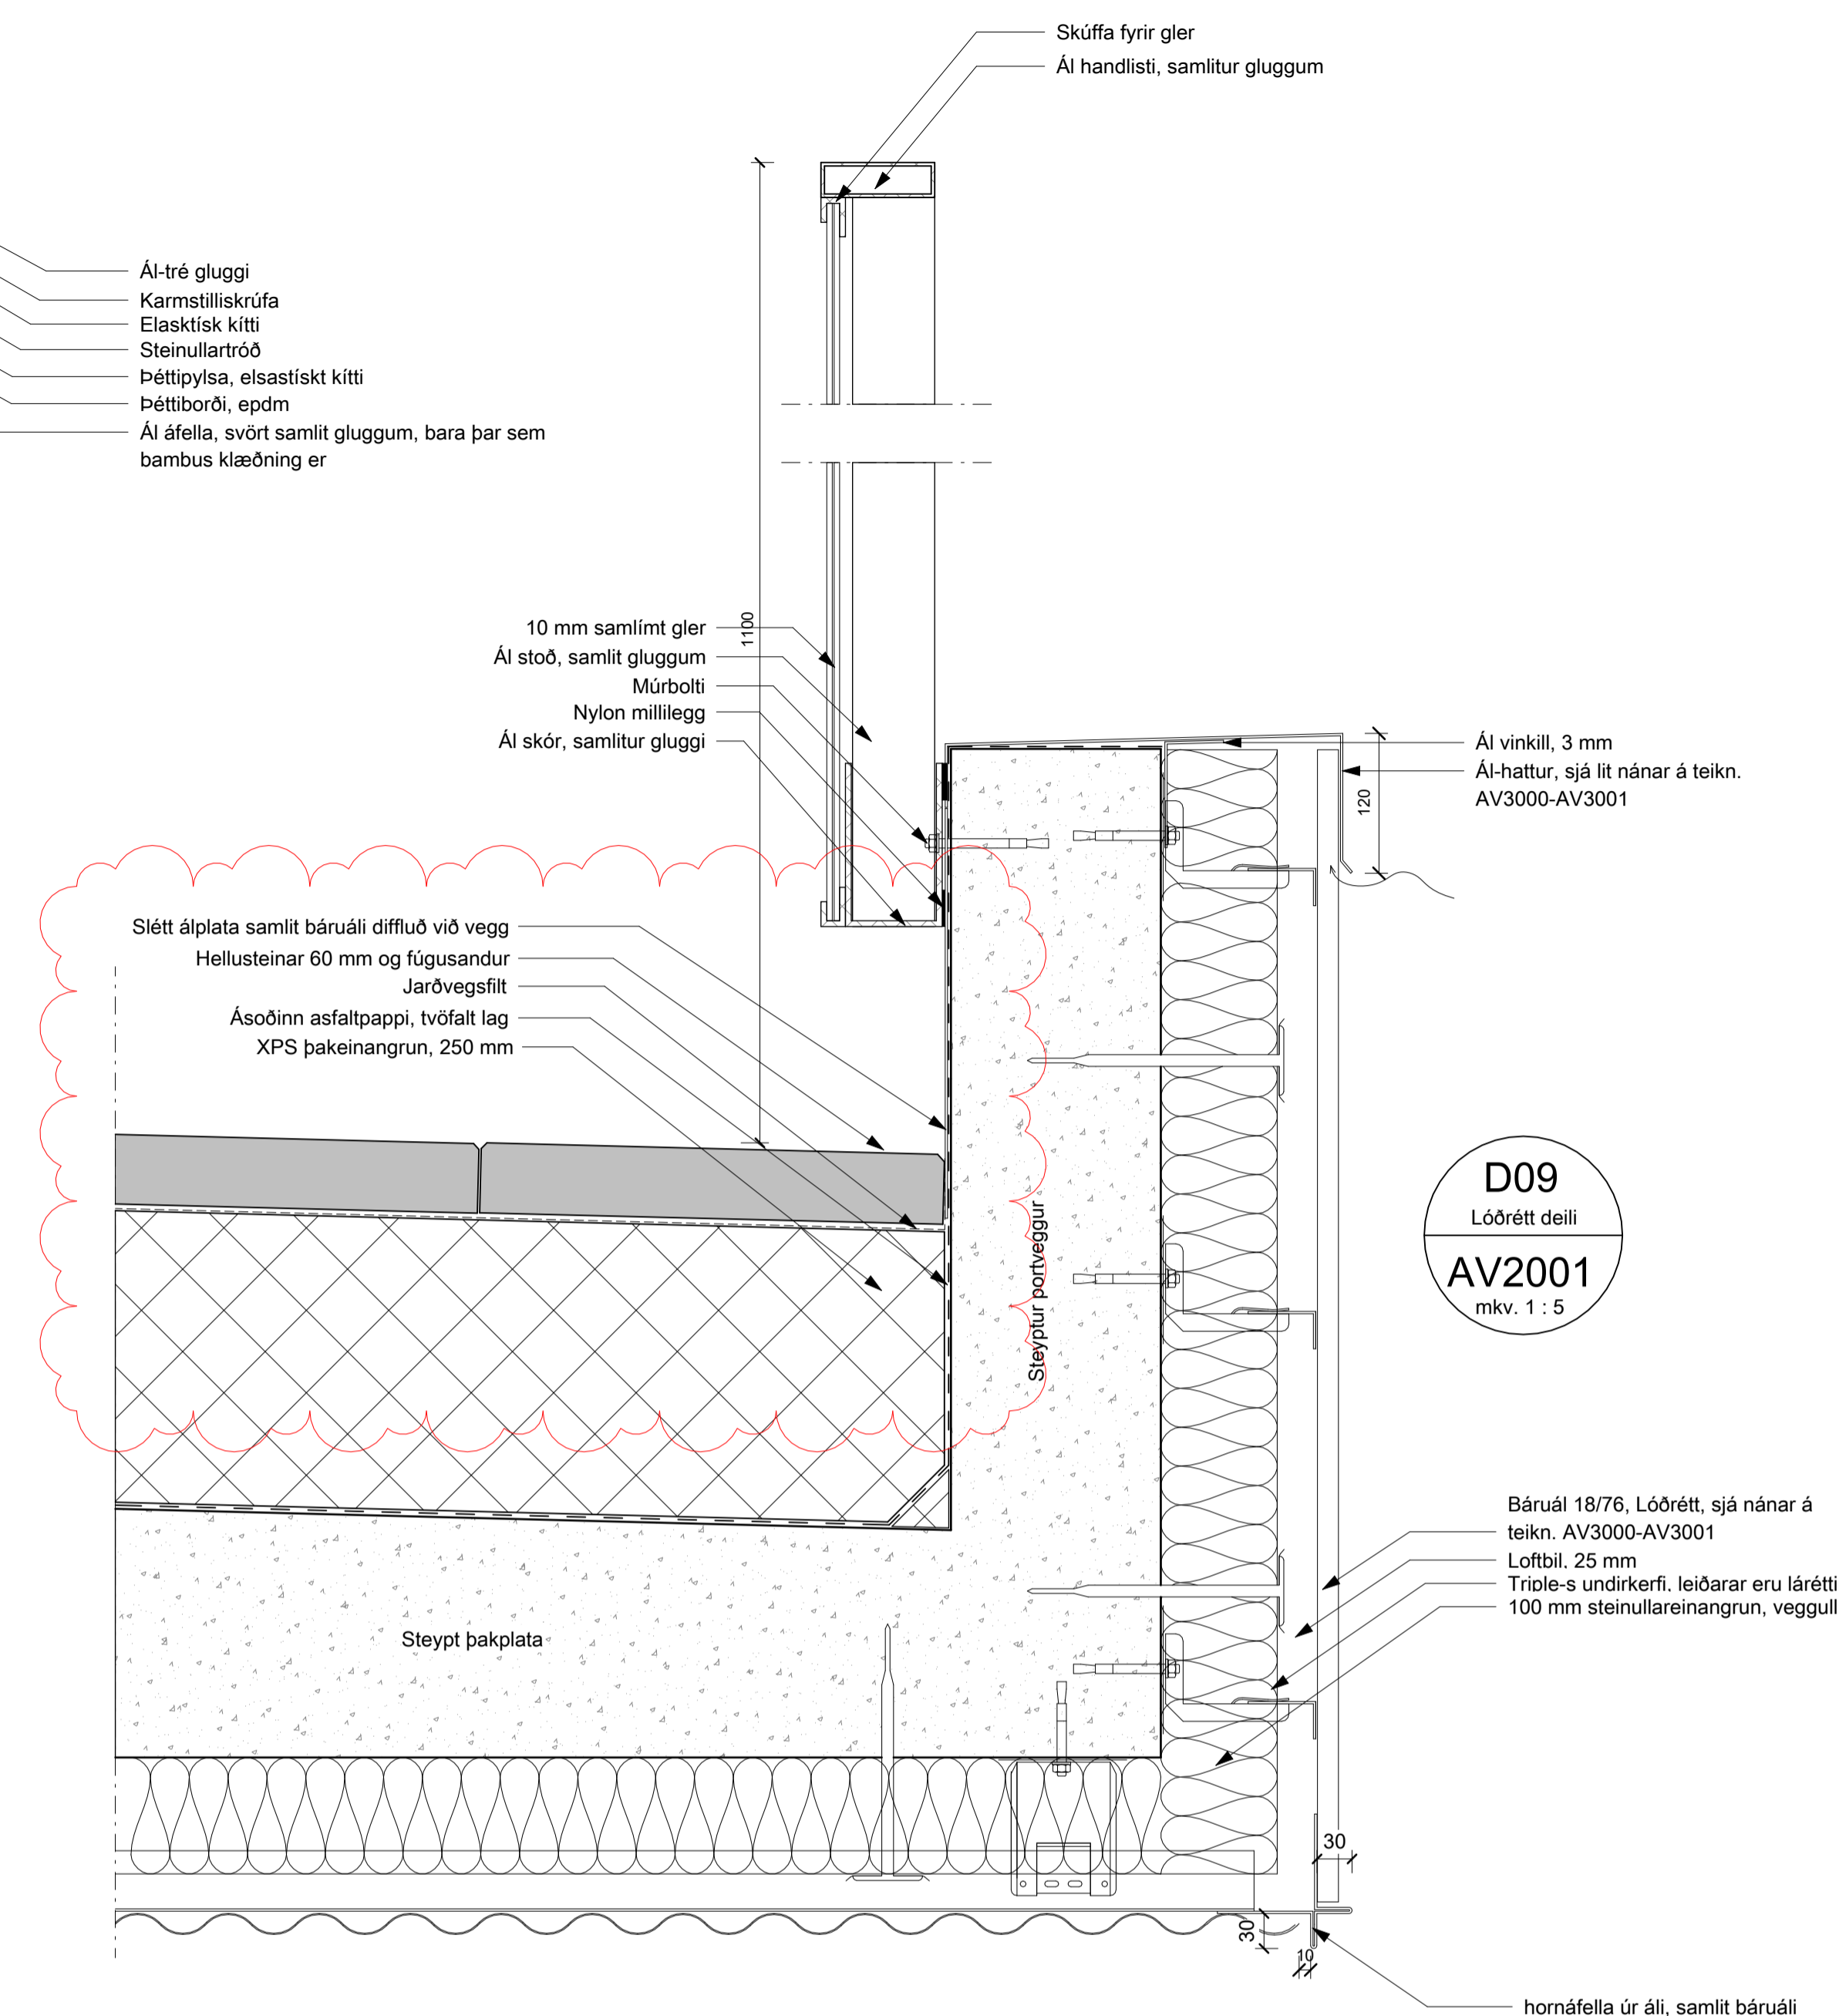 Skúffa fyrir gler
Ál handlisti, samlitur gluggum
Ál-tré gluggi
Karmstilliskrúfa
Elasktísk kítti
Steinullartróð
Þéttipylsa, elsastískt kítti
Þéttiborði, epdm
Ál áfella, svört samlit gluggum, bara þar sem
bambus klæðning er
1100
10 mm samlímt gler
Ál stoð, samlit gluggum
Múrbolti
Nylon millilegg
Ál skór, samlitur gluggi
Ál vinkill, 3 mm
Ál-hattur, sjá lit nánar á teikn.
AV3000-AV3001
120
Slétt álplata samlit báruáli diffluð við vegg
Hellusteinar 60 mm og fúgusandur
Jarðvegsfilt
Ásoðinn asfaltpappi, tvöfalt lag
XPS þakeinangrun, 250 mm
Steyptur portveggur
D09
Lóðrétt deili
AV2001
mkv. 1 : 5
Báruál 18/76, Lóðrétt, sjá nánar á
teikn. AV3000-AV3001
Loftbil, 25 mm
Triple-s undirkerfi, leiðarar eru lárétti
100 mm steinullareinangrun, veggull
Steypt þakplata
30
30
10
hornáfella úr áli, samlit báruáli